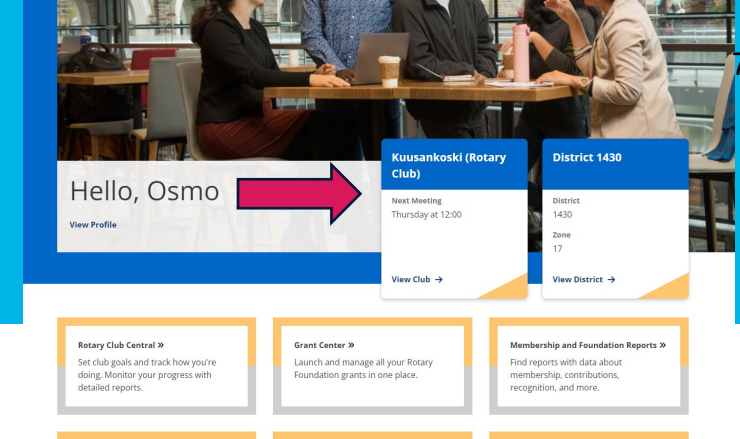 Hello, Osmo
View Profile
Kuusankoski (Rotary
Club)
Next Meeting
Thursday at 12:00
View Club →
District 1430
District
1430
Zone
17
View District →
Rotary Club Central »
Set club goals and track how you're
doing. Monitor your progress with
detailed reports.
Grant Center »
Launch and manage all your Rotary
Foundation grants in one place.
Membership and Foundation Reports »
Find reports with data about
membership, contributions,
recognition, and more.